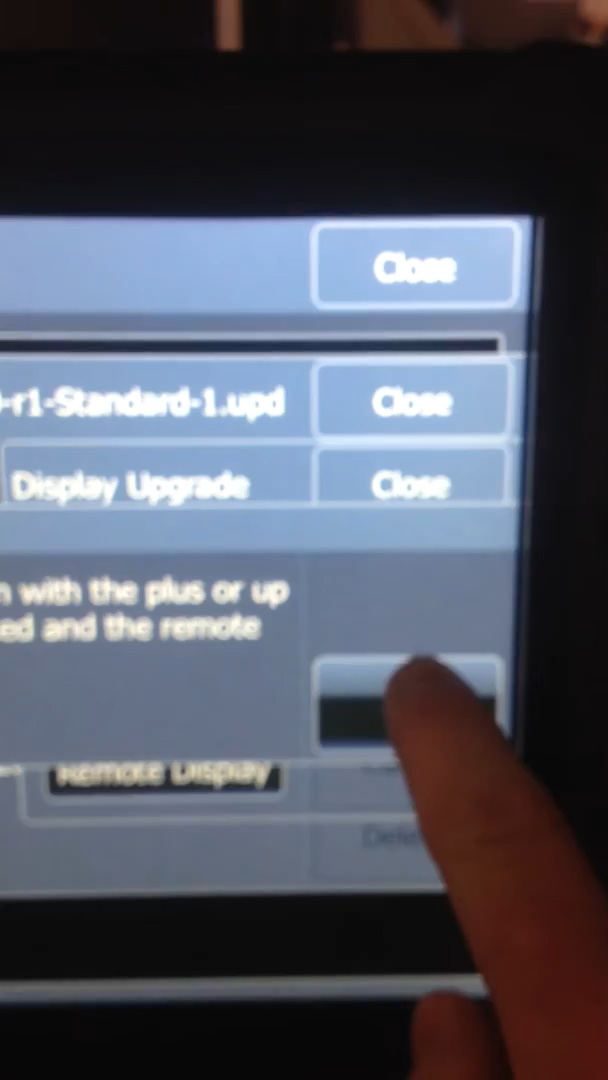 Close
-r1-Standard-1.upd Close
Display Upgrade Close
with the plus or up
ed and the remote
Remote Display